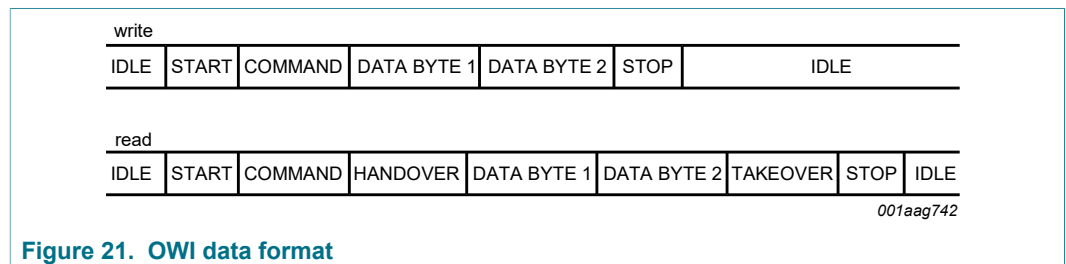 write
IDLE START COMMAND DATA BYTE 1 DATA BYTE 2 STOP IDLE
read
IDLE START COMMAND HANDOVER DATA BYTE 1 DATA BYTE 2 TAKEOVER STOP IDLE
001aag742
Figure 21. OWI data format